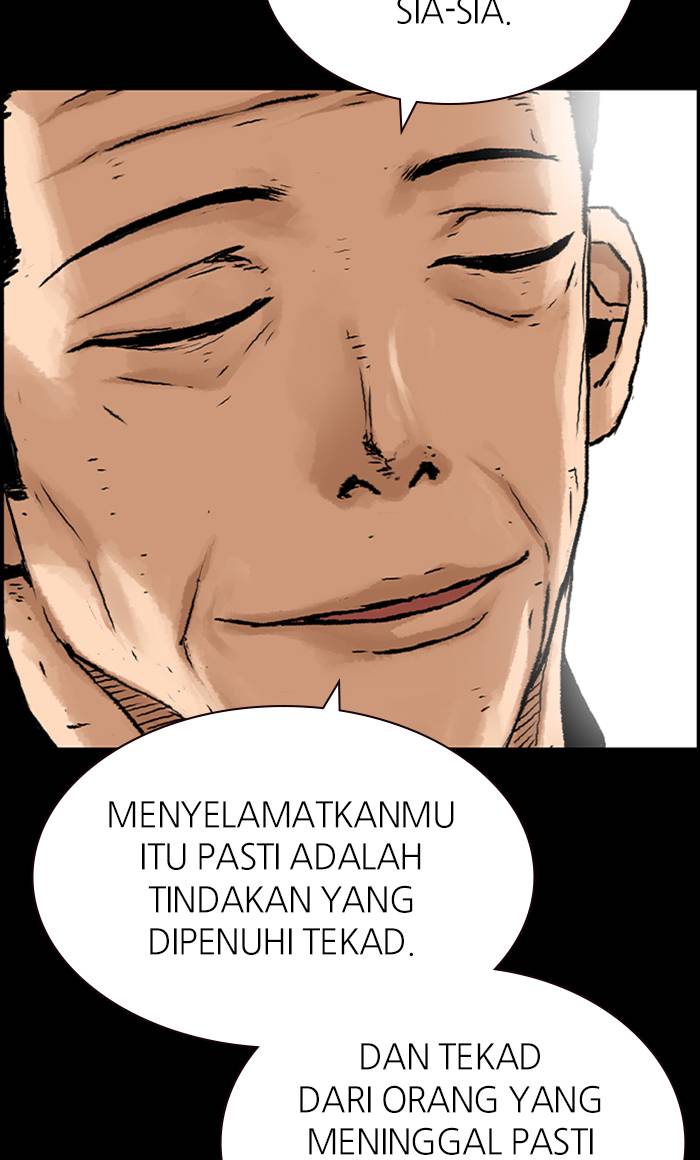 SIA-SIA.
MENYELAMATKANMU
ITU PASTI ADALAH
TINDAKAN YANG
DIPENUHI TEKAD.
DAN TEKAD
DARI ORANG YANG
MENINGGAL PASTI